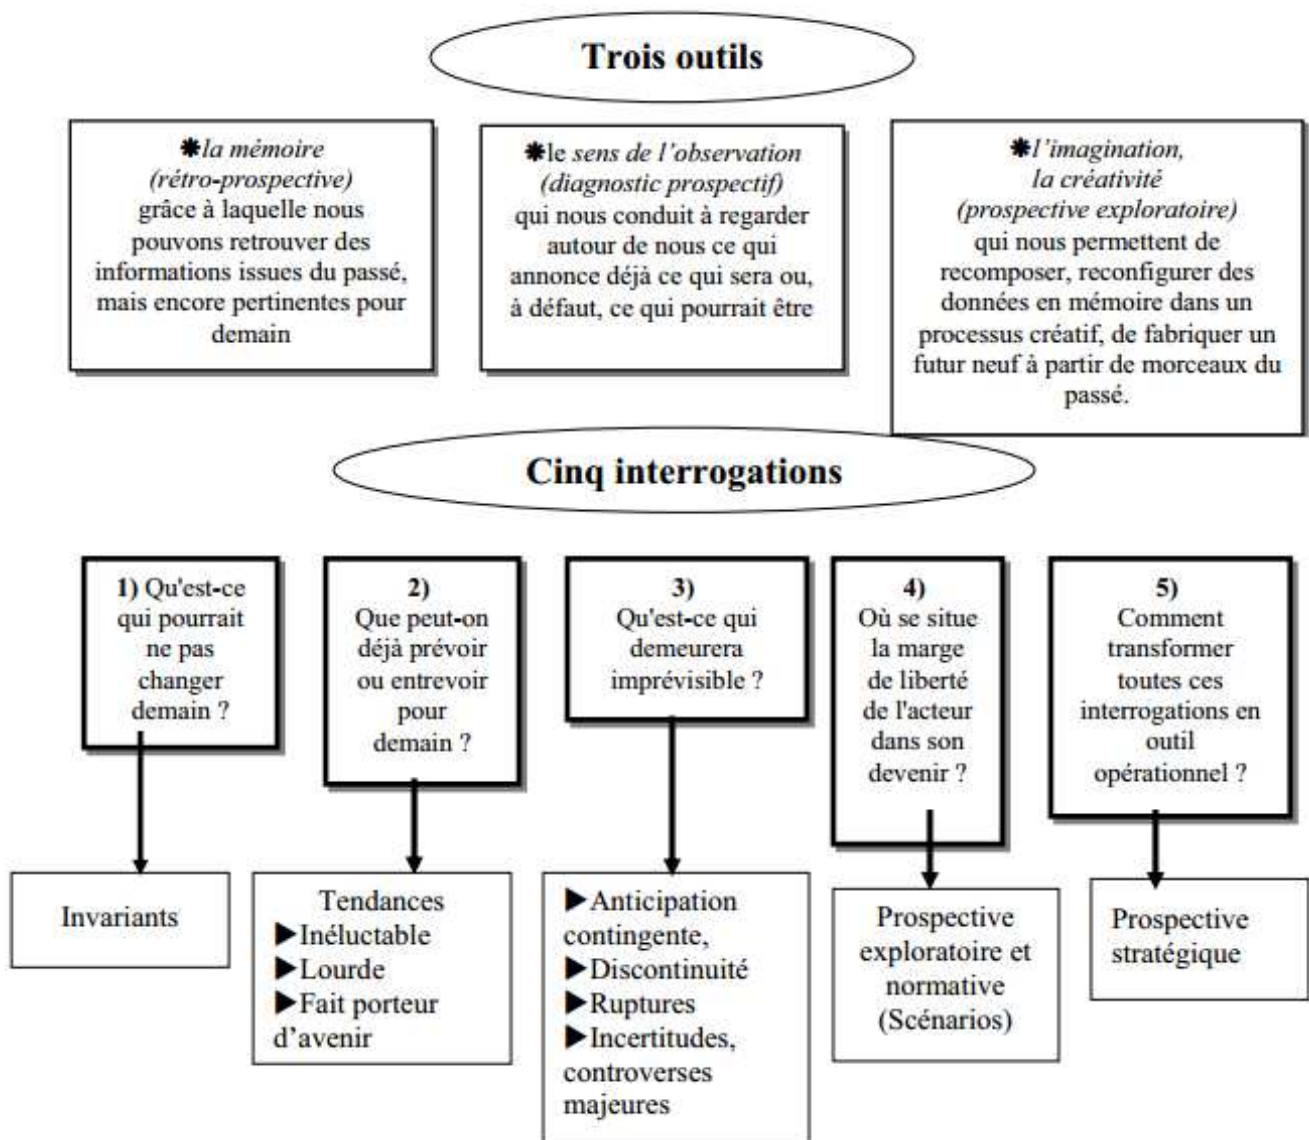 Trois outils
✱la mémoire
(rétro-prospective)
grâce à laquelle nous
pouvons retrouver des
informations issues du passé,
mais encore pertinentes pour
demain
✱le sens de l'observation
(diagnostic prospectif)
qui nous conduit à regarder
autour de nous ce qui
annonce déjà ce qui sera ou,
à défaut, ce qui pourrait être
✱l'imagination,
la créativité
(prospective exploratoire)
qui nous permettent de
recomposer, reconfigurer des
données en mémoire dans un
processus créatif, de fabriquer un
futur neuf à partir de morceaux du
passé.
Cinq interrogations
1) Qu'est-ce
qui pourrait
ne pas
changer
demain ?
2)
Que peut-on
déjà prévoir
ou entrevoir
pour
demain ?
3)
Qu'est-ce qui
demeurera
imprévisible ?
4)
Où se situe
la marge
de liberté
de l'acteur
dans son
devenir ?
5)
Comment
transformer
toutes ces
interrogations en
outil
opérationnel ?
Invariants
Tendances
▶Inéluctable
▶Lourde
▶Fait porteur
d'avenir
▶Anticipation
contingente,
▶Discontinuité
▶Ruptures
▶Incertitudes,
controverses
majeures
Prospective
exploratoire et
normative
(Scénarios)
Prospective
stratégique